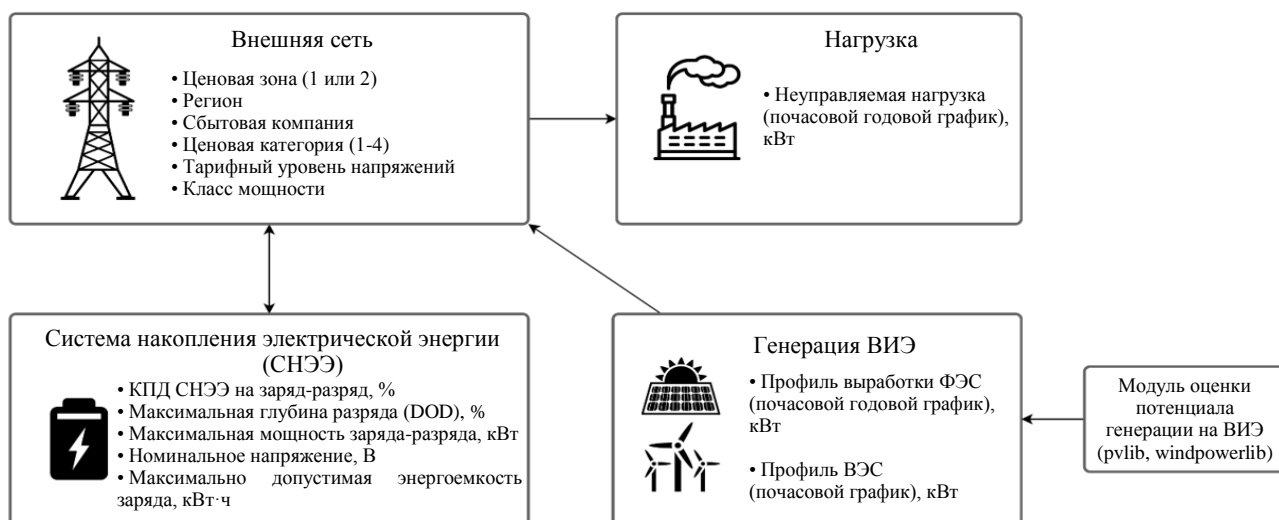 Внешняя сеть
• Ценовая зона (1 или 2)
• Регион
• Сбытовая компания
• Ценовая категория (1-4)
• Тарифный уровень напряжений
• Класс мощности
Нагрузка
• Неуправляемая нагрузка
(почасовой годовой график),
кВт
Система накопления электрической энергии
(СНЭЭ)
• КПД СНЭЭ на заряд-разряд, %
• Максимальная глубина разряда (DOD), %
• Максимальная мощность заряда-разряда, кВт
• Номинальное напряжение, В
• Максимально допустимая энергоемкость
заряда, кВт·ч
Генерация ВИЭ
• Профиль выработки ФЭС
(почасовой годовой график),
кВт
• Профиль ВЭС
(почасовой график), кВт
Модуль оценки
потенциала
генерации на ВИЭ
(pvlib, windpowerlib)